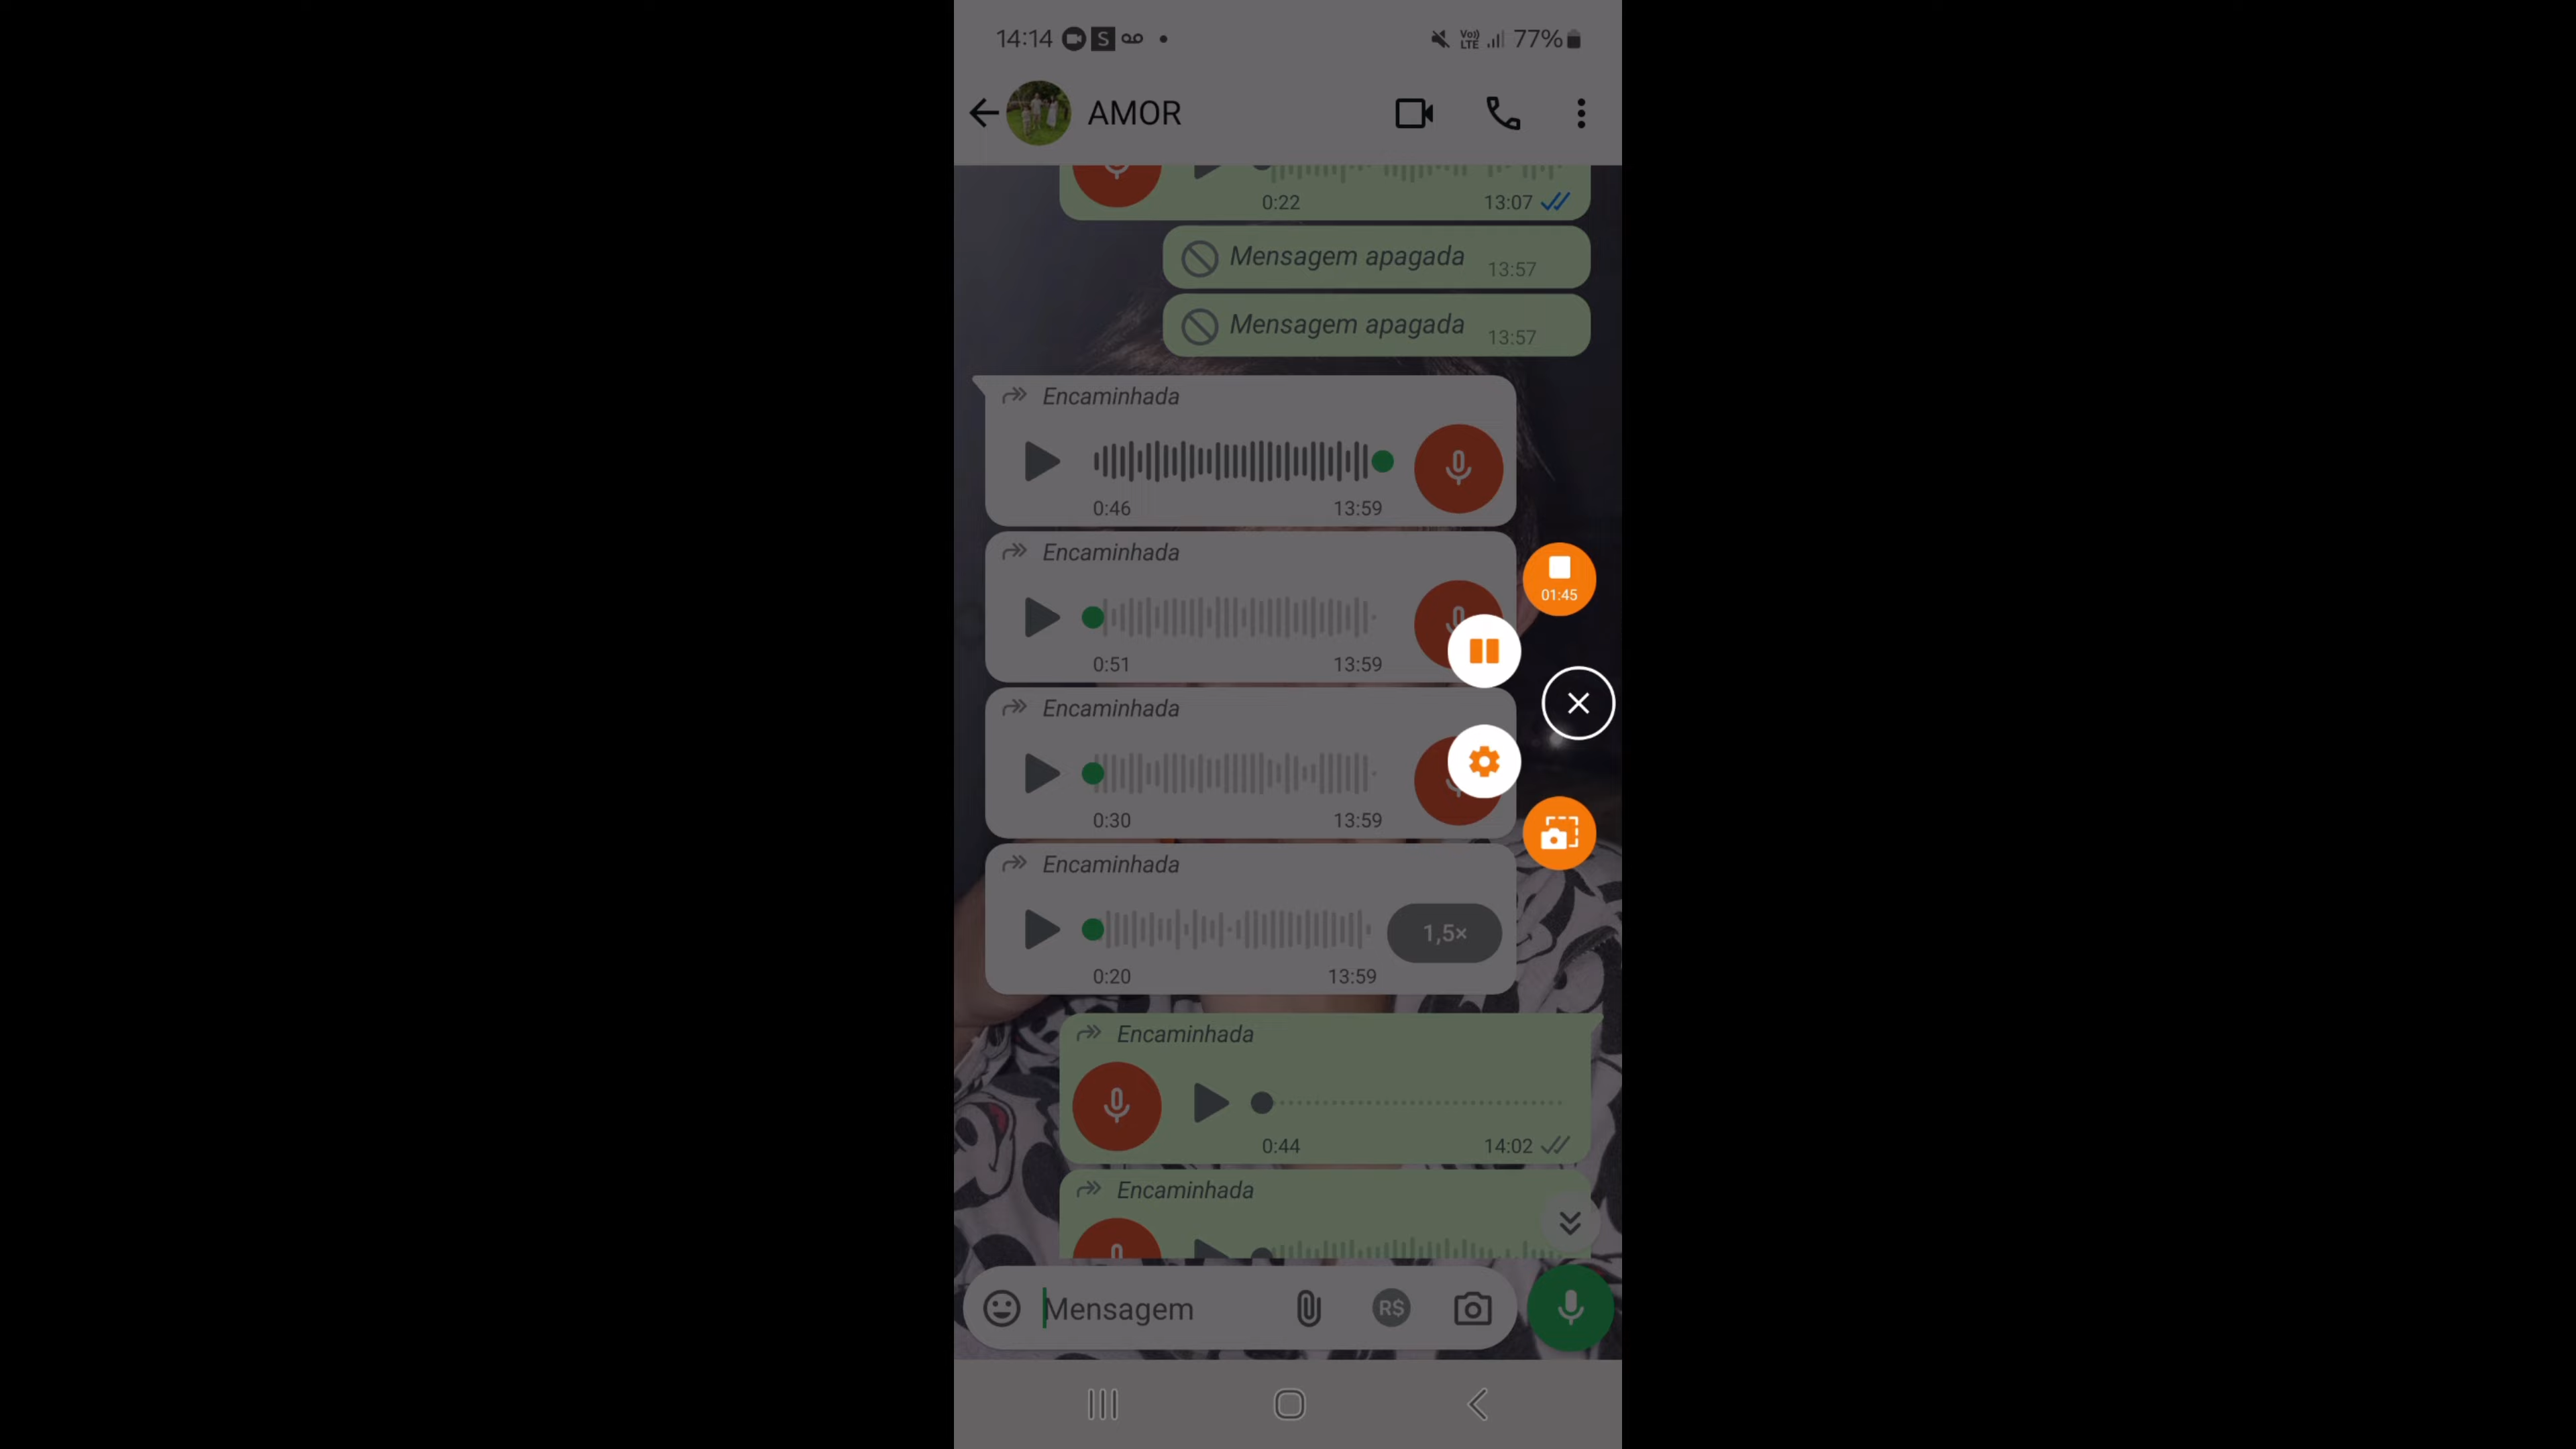 14:14 S Vo)) LTE 77%
AMOR
0:22 13:07
Mensagem apagada 13:57
Mensagem apagada 13:57
Encaminhada
0:46 13:59
Encaminhada
01:45
0:51 13:59
Encaminhada
0:30 13:59
Encaminhada
1,5×
0:20 13:59
Encaminhada
0:44 14:02
Encaminhada
Mensagem R$